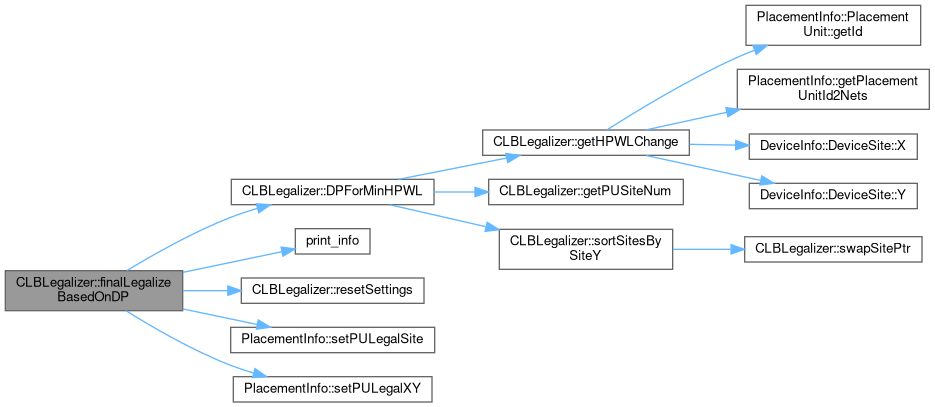 PlacementInfo::Placement
Unit::getId
PlacementInfo::getPlacement
UnitId2Nets
CLBLegalizer::getHPWLChange
DeviceInfo::DeviceSite::X
CLBLegalizer::DPForMinHPWL
CLBLegalizer::getPUSiteNum
DeviceInfo::DeviceSite::Y
print_info
CLBLegalizer::sortSitesBy
SiteY
CLBLegalizer::swapSitePtr
CLBLegalizer::finalLegalize
BasedOnDP
CLBLegalizer::resetSettings
PlacementInfo::setPULegalSite
PlacementInfo::setPULegalXY